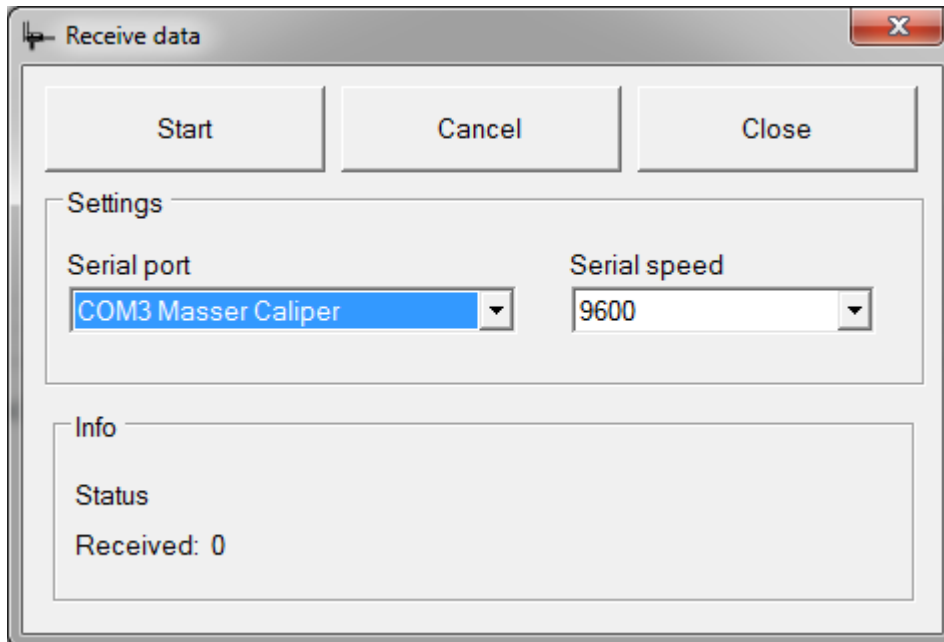 Receive data
Start Cancel Close
Settings
Serial port Serial speed
COM3 Masser Caliper 9600
Info
Status
Received: 0